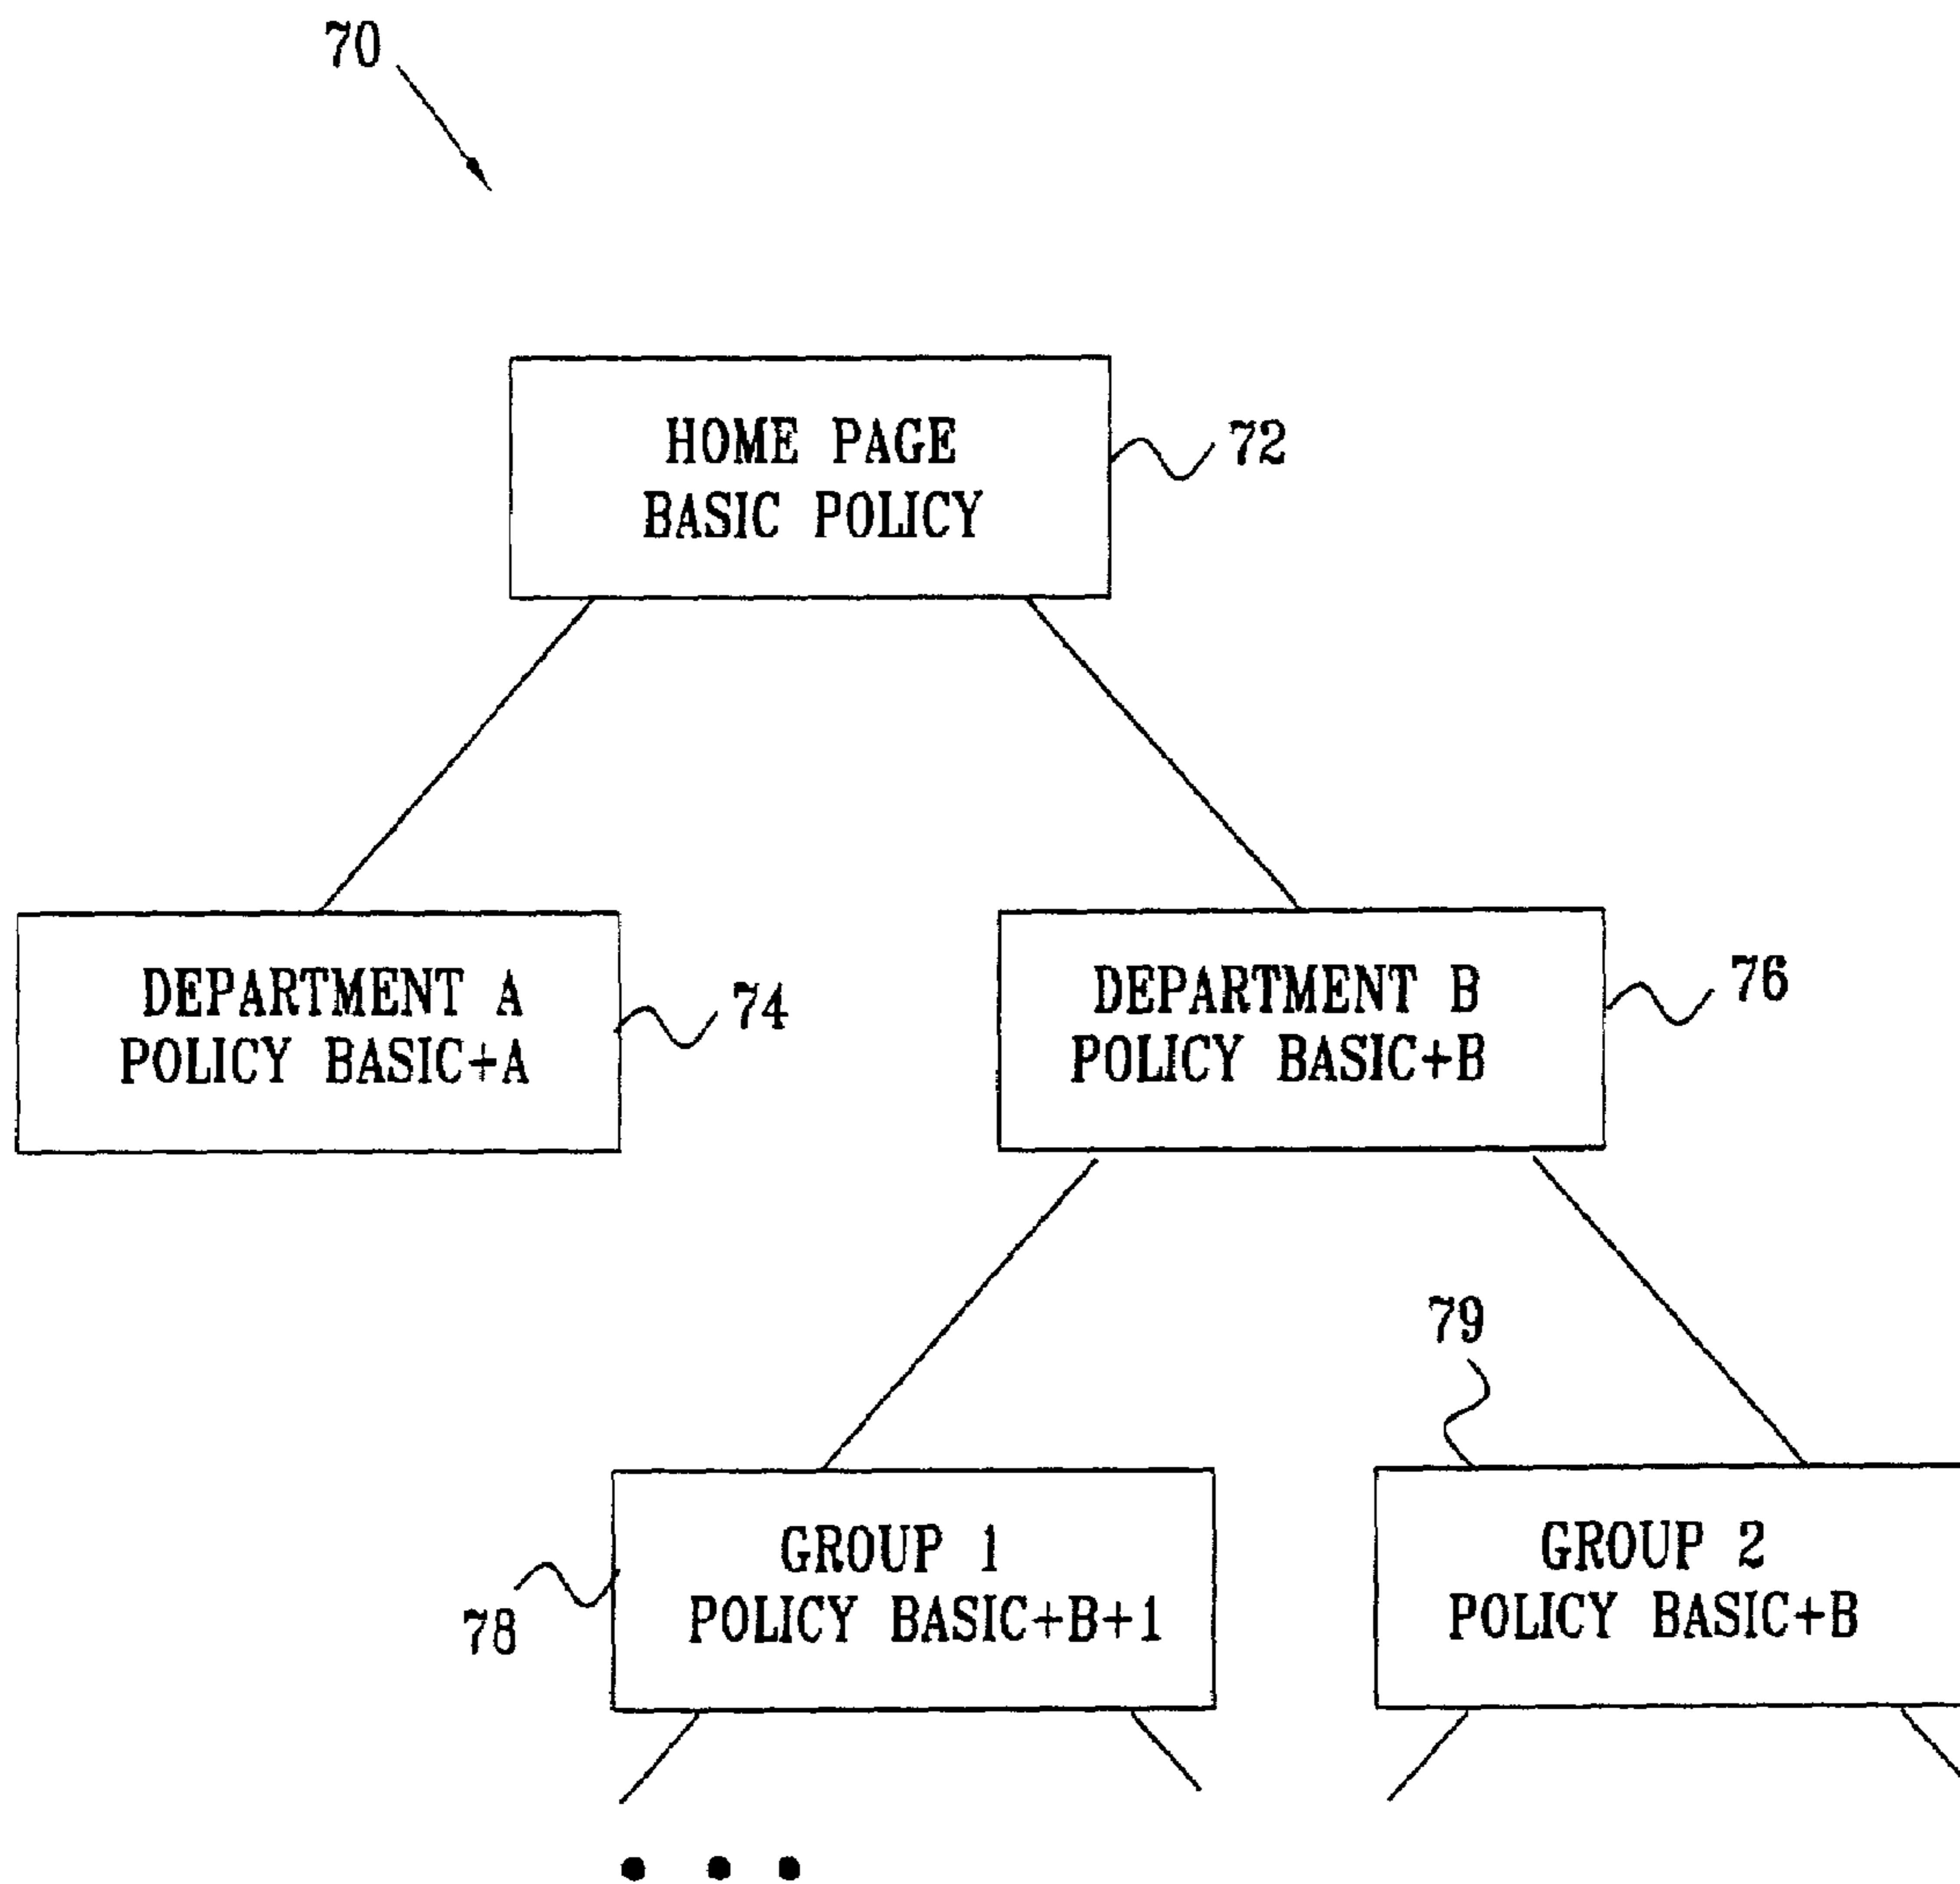 70
HOME PAGE
BASIC POLICY
72
DEPARTMENT A
POLICY BASIC+A
74
DEPARTMENT B
POLICY BASIC+B
76
79
GROUP 1
POLICY BASIC+B+1
78
GROUP 2
POLICY BASIC+B